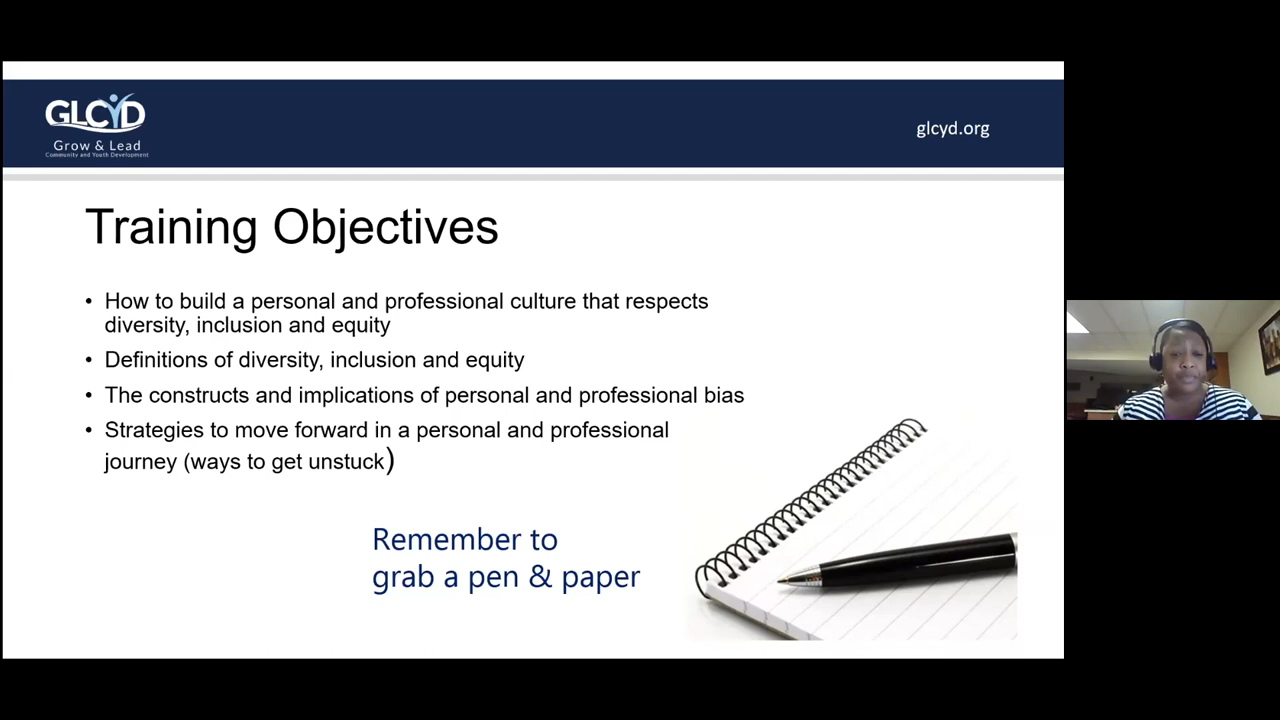 GLCYD
Grow & Lead
Community and Youth Development
glcyd.org
Training Objectives
• How to build a personal and professional culture that respects
diversity, inclusion and equity
• Definitions of diversity, inclusion and equity
• The constructs and implications of personal and professional bias
• Strategies to move forward in a personal and professional
journey (ways to get unstuck)
Remember to
grab a pen & paper